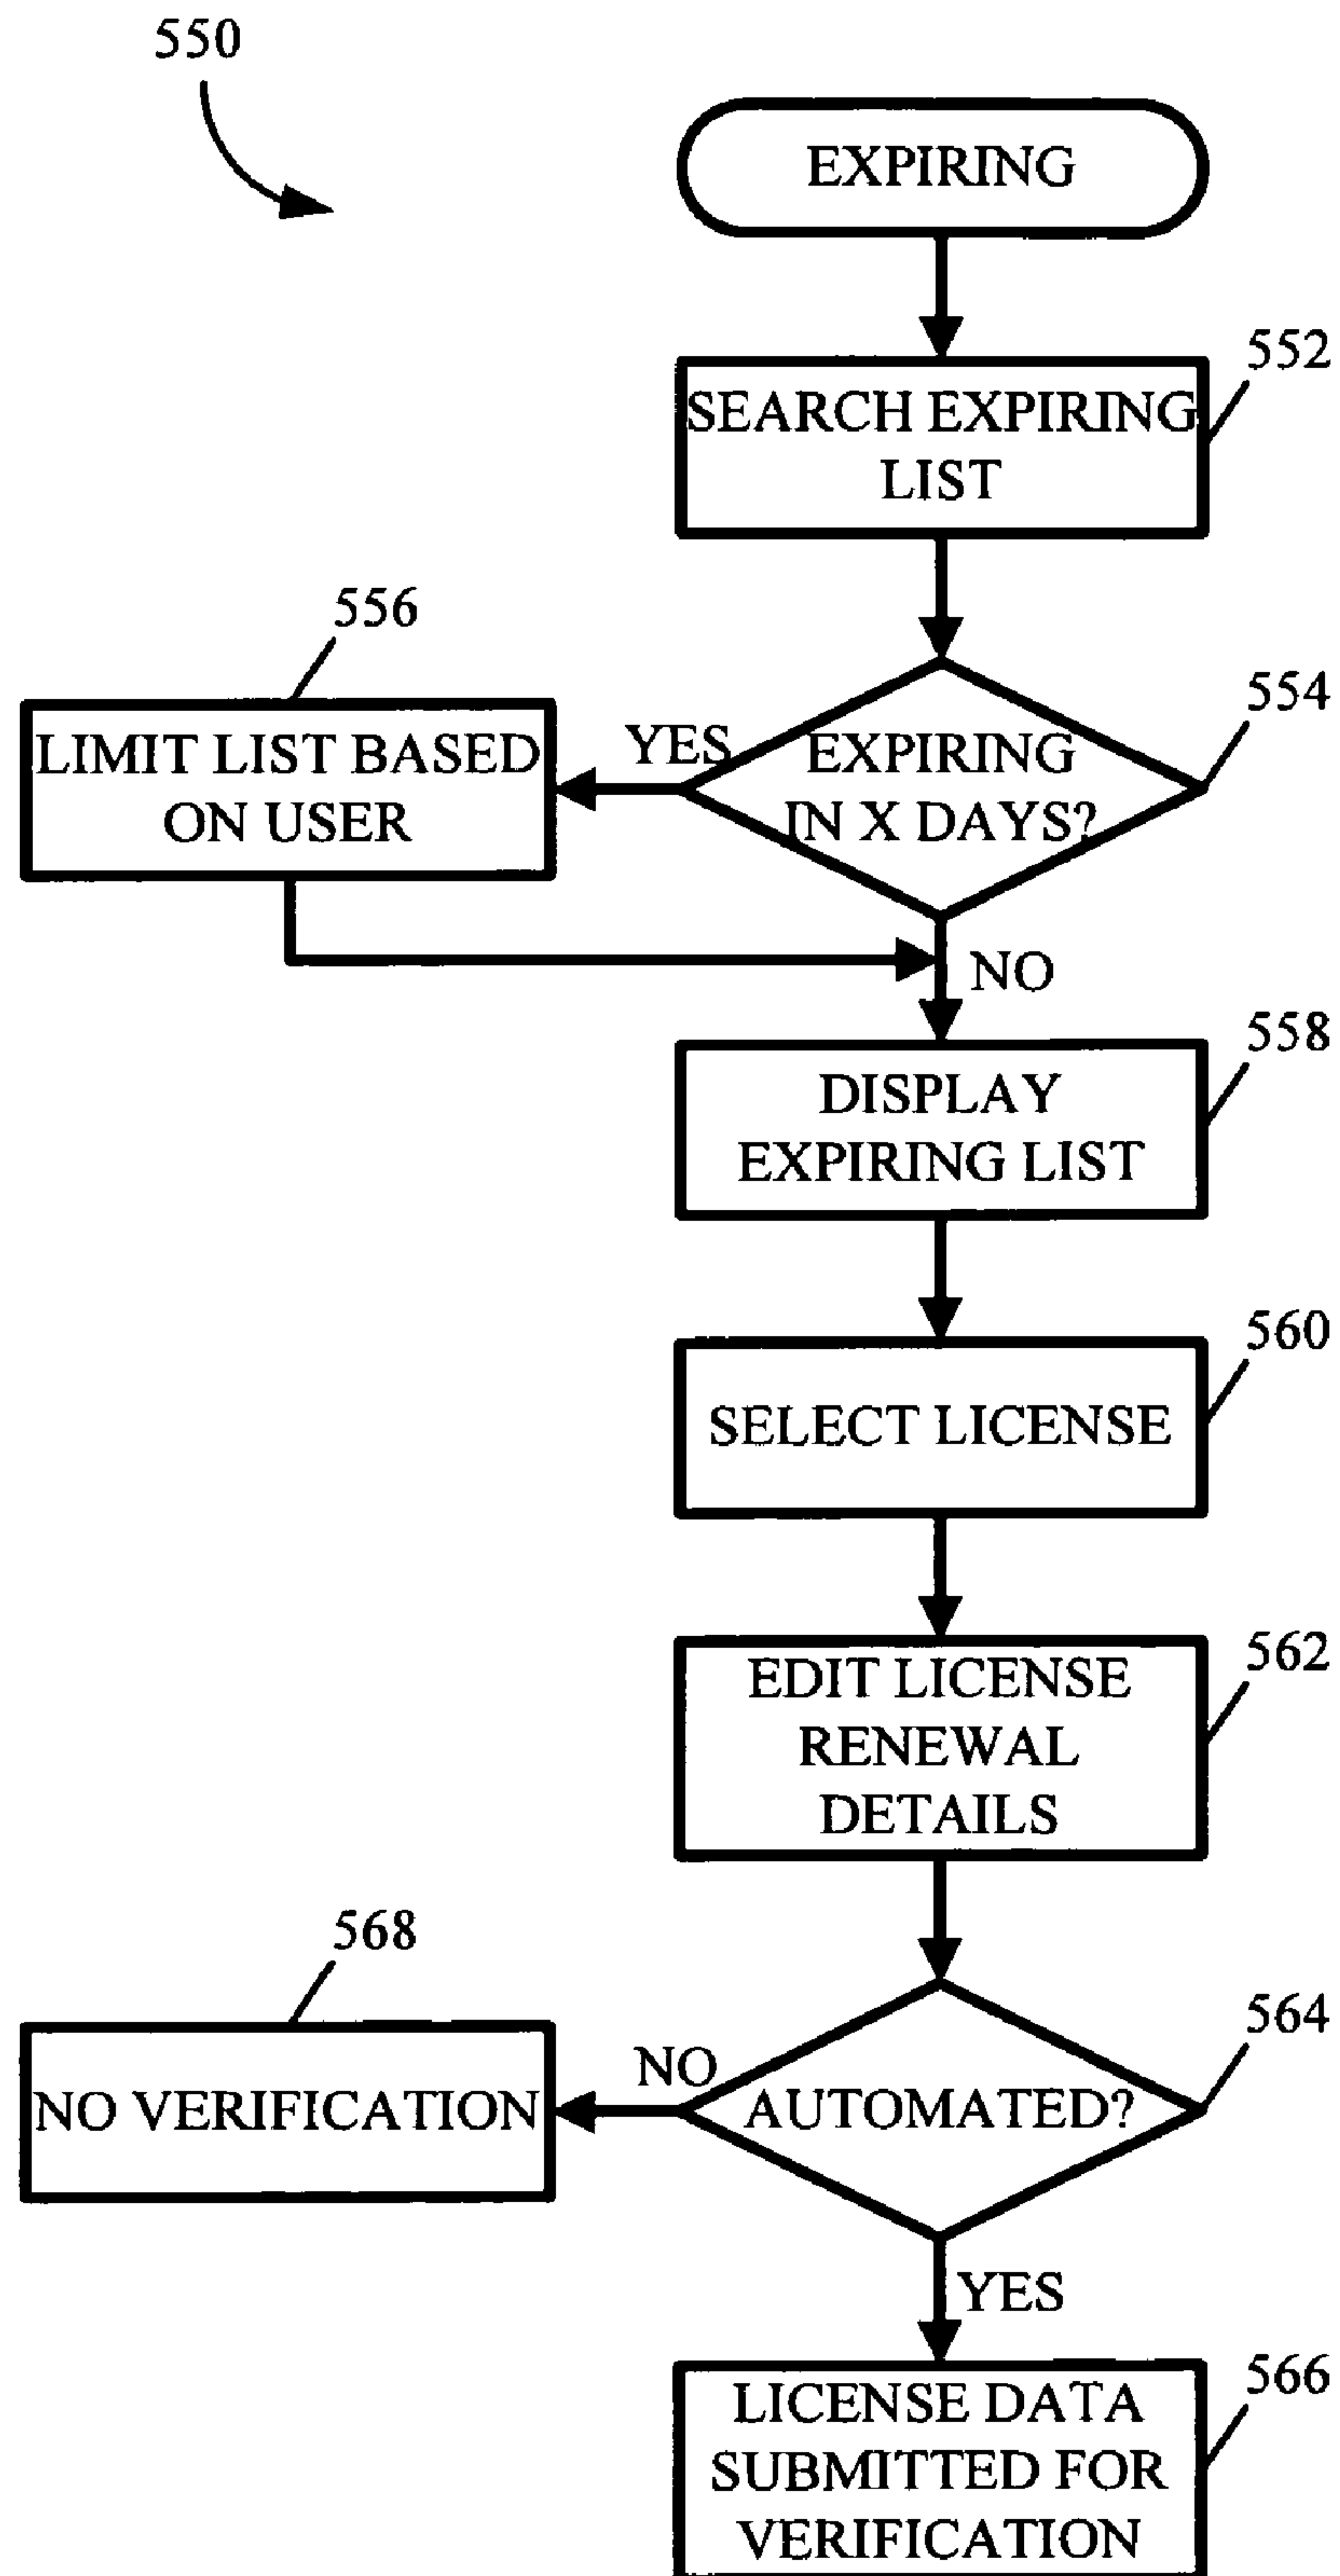 550
EXPIRING
552
SEARCH EXPIRING
LIST
556
554
LIMIT LIST BASED
ON USER
YES
EXPIRING
IN X DAYS?
NO
558
DISPLAY
EXPIRING LIST
560
SELECT LICENSE
562
EDIT LICENSE
RENEWAL
DETAILS
568
564
NO VERIFICATION
NO
AUTOMATED?
YES
566
LICENSE DATA
SUBMITTED FOR
VERIFICATION